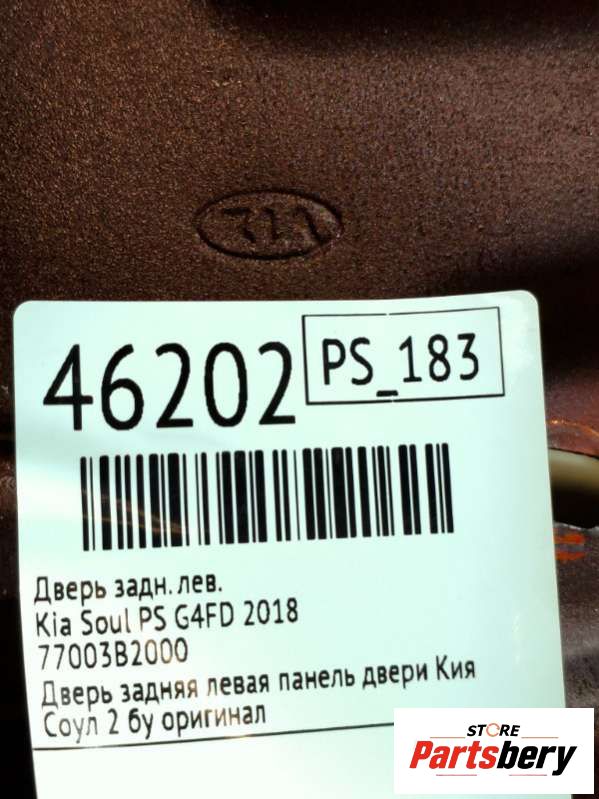 KIA
46202
PS_183
Дверь задн. лев.
Kia Soul PS G4FD 2018
77003B2000
Дверь задняя левая панель двери Кия
Соул 2 бу оригинал
STORE
Partsbery